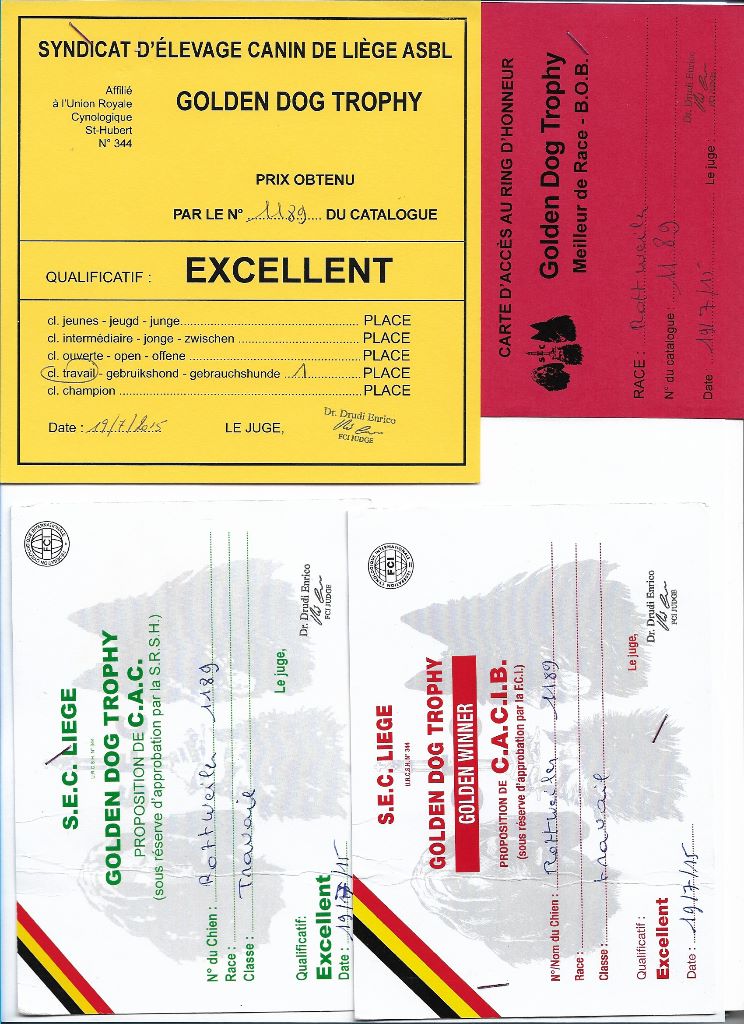 SYNDICAT D'ÉLEVAGE CANIN DE LIÈGE ASBL
Affilié
à l'Union Royale
Cynologique
St-Hubert
N° 344
GOLDEN DOG TROPHY
PRIX OBTENU
PAR LE N° 1189 DU CATALOGUE
QUALIFICATIF : EXCELLENT
cl. jeunes - jeugd - junge PLACE
cl. intermédiaire - jonge - zwischen PLACE
cl. ouverte - open - offene PLACE
cl. travail - gebruikshond - gebrauchshunde 1 PLACE
cl. champion PLACE
Date : 19/7/2015 LE JUGE,
Dr. Drudi Enrico
FCI JUDGE
CARTE D'ACCÈS AU RING D'HONNEUR
Golden Dog Trophy
Meilleur de Race - B.O.B.
S E C
RACE : Rottweiler
N° du catalogue : 1189
Date 19/7/15 Le juge :
Dr. Drudi Enrico
FCI
S.E.C. LIEGE
U.R.C.S.H. N° 344
GOLDEN DOG TROPHY
PROPOSITION DE C.A.C.
(sous réserve d'approbation par la S.R.S.H.)
N° du Chien : Rottweiler 1189
Race :
Classe : Travail
Le juge,
Dr. Drudi Enrico
FCI JUDGE
Qualificatif:
Excellent
Date : 19/7/15
FCI
FEDERATION CYNOLOGIQUE INTERNATIONALE
S.E.C. LIEGE
U.R.C.S.H. N° 344
GOLDEN DOG TROPHY
GOLDEN WINNER
PROPOSITION DE C.A.C.I.B.
(sous réserve d'approbation par la F.C.I.)
N°/Nom du Chien : Rottweiler 1189
Race :
Classe : travail
Le juge,
Dr. Drudi Enrico
FCI JUDGE
Qualificatif:
Excellent
Date : 19/7/15